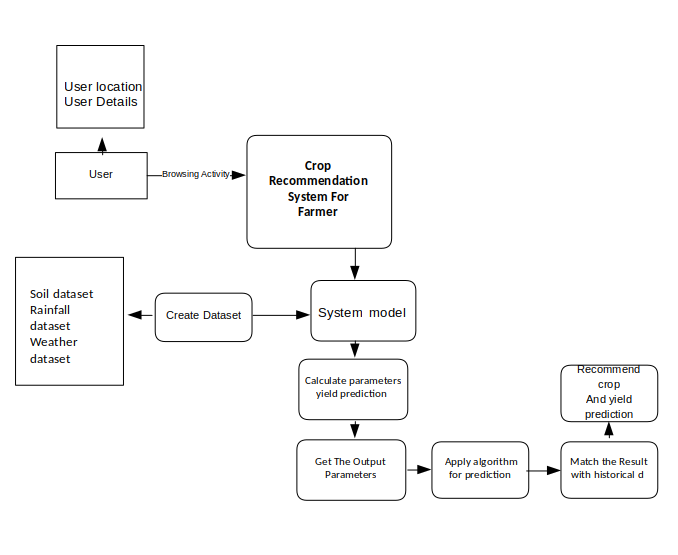 User location
User Details
User
Browsing Activity
Crop
Recommendation
System For
Farmer
Soil dataset
Rainfall
dataset
Weather
dataset
Create Dataset
System model
Calculate parameters
yield prediction
Get The Output
Parameters
Apply algorithm
for prediction
Match the Result
with historical d
Recommend
crop
And yield
prediction